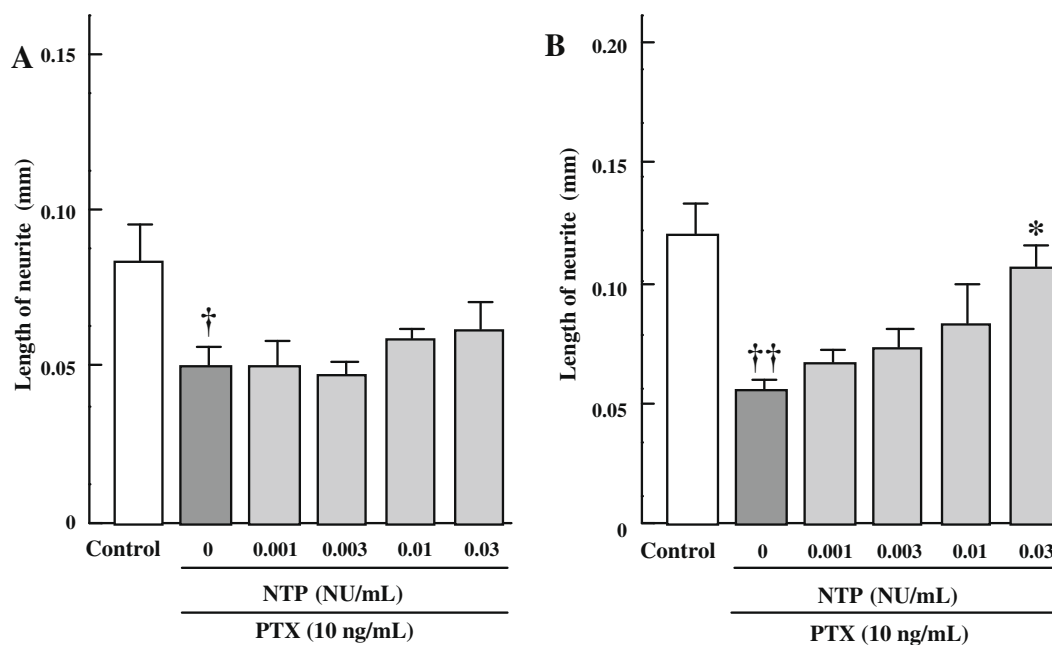 A
Length of neurite (mm)
0.15
0.10
0.05
0
†
Control 0 0.001 0.003 0.01 0.03
NTP (NU/mL)
PTX (10 ng/mL)
B
Length of neurite (mm)
0.20
0.15
0.10
0.05
0
††
*
Control 0 0.001 0.003 0.01 0.03
NTP (NU/mL)
PTX (10 ng/mL)